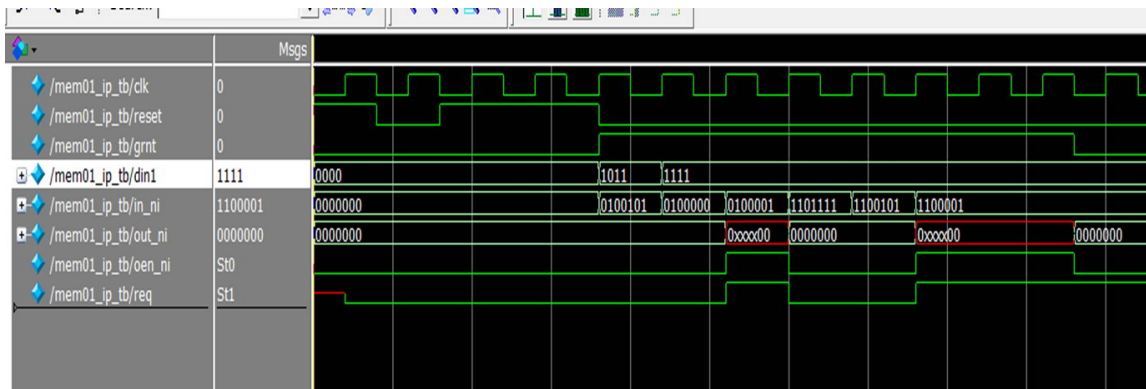 Msgs
/mem01_ip_tb/clk 0
/mem01_ip_tb/reset 0
/mem01_ip_tb/grnt 0
/mem01_ip_tb/din1 1111 0000 1011 1111
/mem01_ip_tb/in_ni 1100001 0000000 0100101 0100000 0100001 1101111 1100101 1100001
/mem01_ip_tb/out_ni 0000000 0000000 0xxxx00 0000000 0xxxx00 0000000
/mem01_ip_tb/oen_ni St0
/mem01_ip_tb/req St1